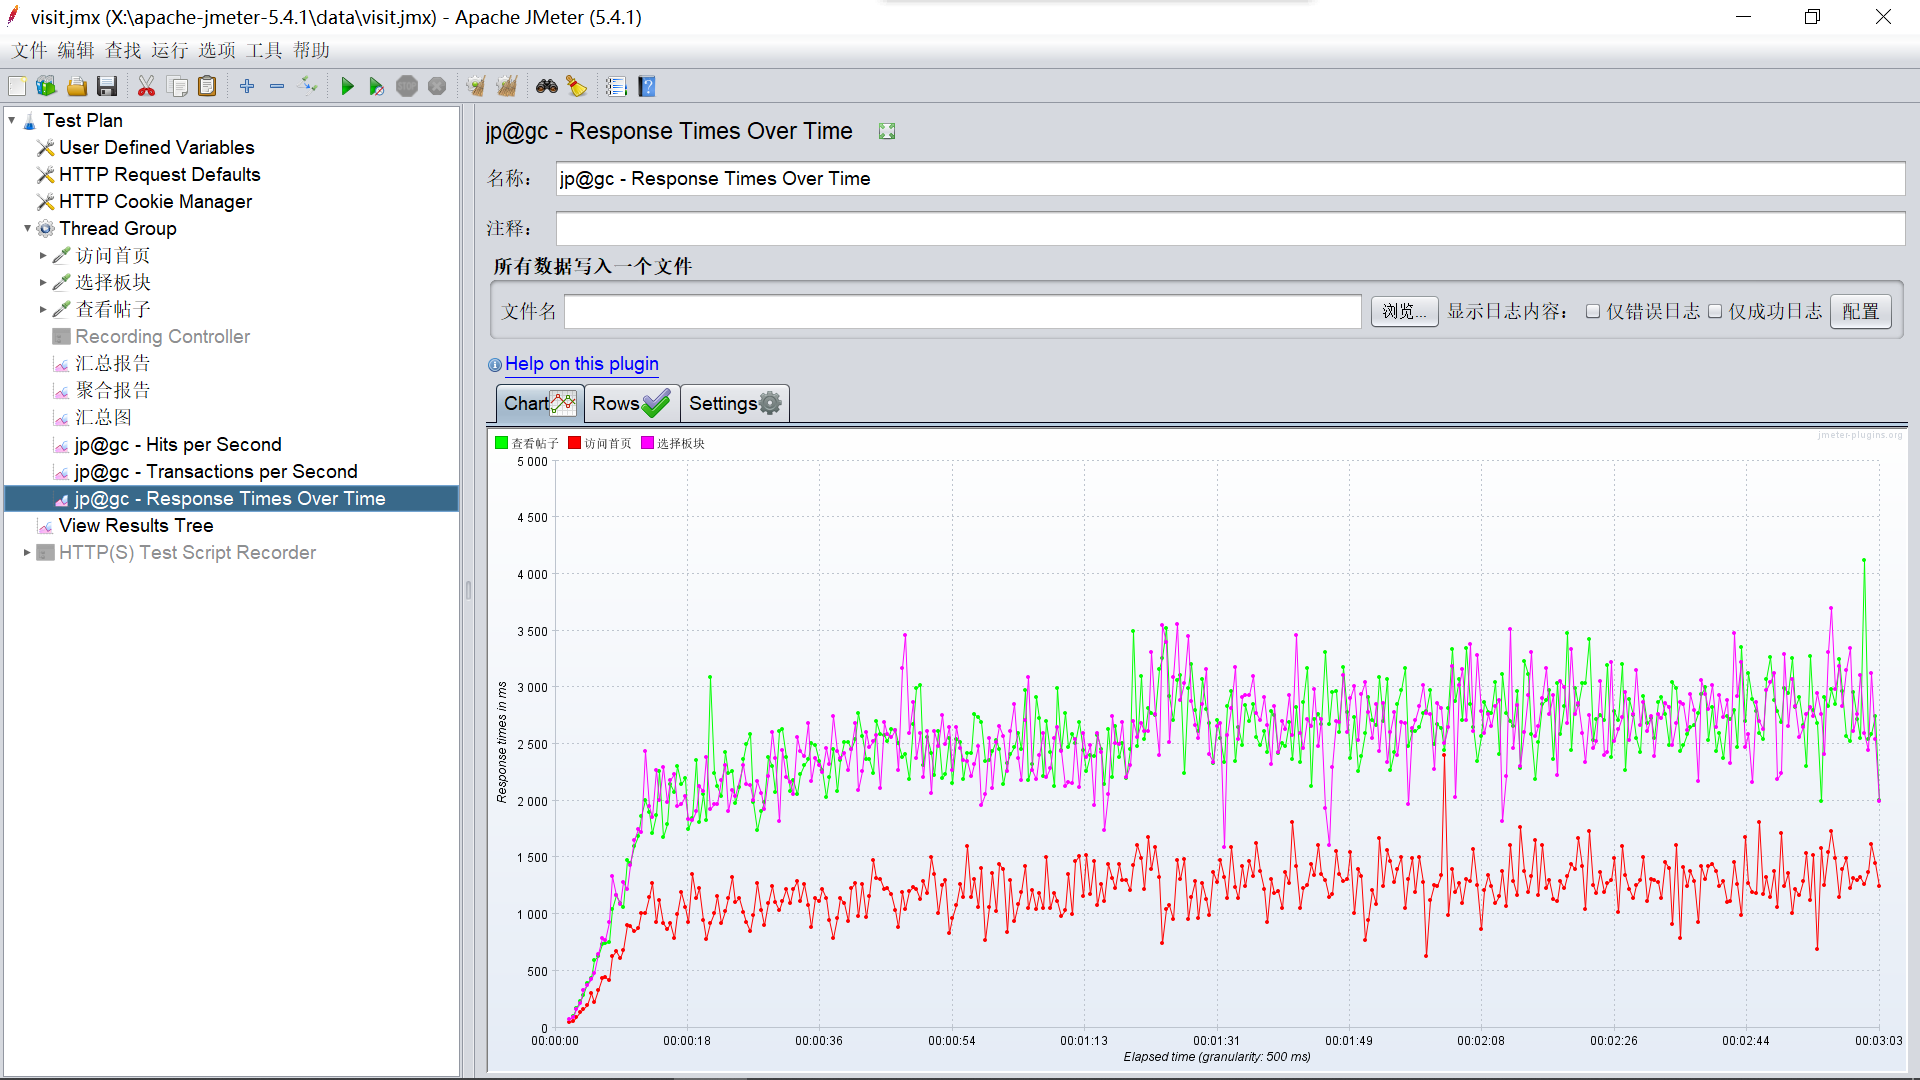 visit.jmx (X:\apache-jmeter-5.4.1\data\visit.jmx) - Apache JMeter (5.4.1)
文件 编辑 查找 运行 选项 工具 帮助
STOP
Test Plan
User Defined Variables
HTTP Request Defaults
HTTP Cookie Manager
Thread Group
访问首页
选择板块
查看帖子
Recording Controller
汇总报告
聚合报告
汇总图
jp@gc - Hits per Second
jp@gc - Transactions per Second
jp@gc - Response Times Over Time
View Results Tree
HTTP(S) Test Script Recorder
jp@gc - Response Times Over Time
名称： jp@gc - Response Times Over Time
注释：
所有数据写入一个文件
文件名 浏览... 显示日志内容： 仅错误日志 仅成功日志 配置
Help on this plugin
Chart Rows Settings
查看帖子 访问首页 选择板块
jmeter-plugins.org
5 000
4 500
4 000
3 500
3 000
2 500
2 000
1 500
1 000
500
0
Response times in ms
00:00:00 00:00:18 00:00:36 00:00:54 00:01:13 00:01:31 00:01:49 00:02:08 00:02:26 00:02:44 00:03:03
Elapsed time (granularity: 500 ms)